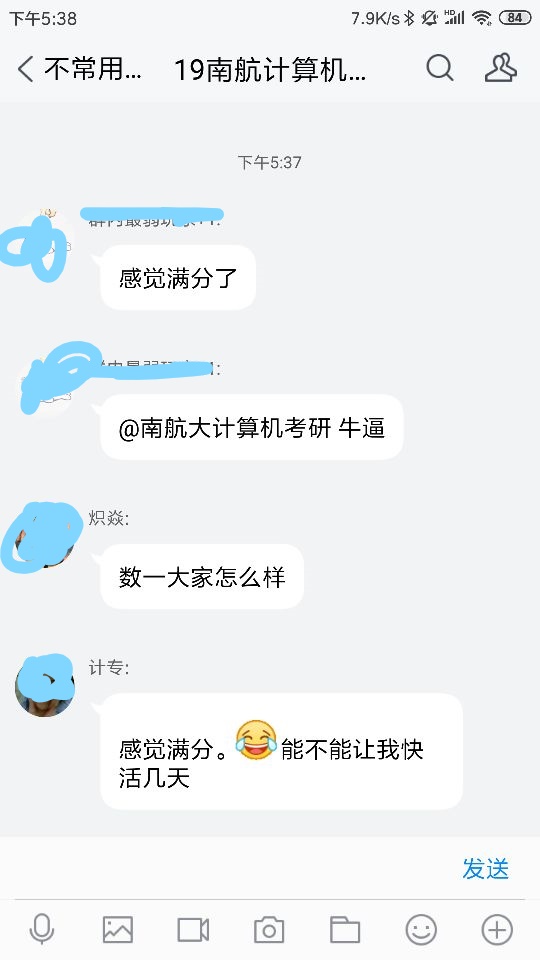 下午5:38
7.9K/s
HD
84
不常用...
19南航计算机...
下午5:37
感觉满分了
@南航大计算机考研 牛逼
炽焱:
数一大家怎么样
计专:
感觉满分。😂能不能让我快
活几天
发送